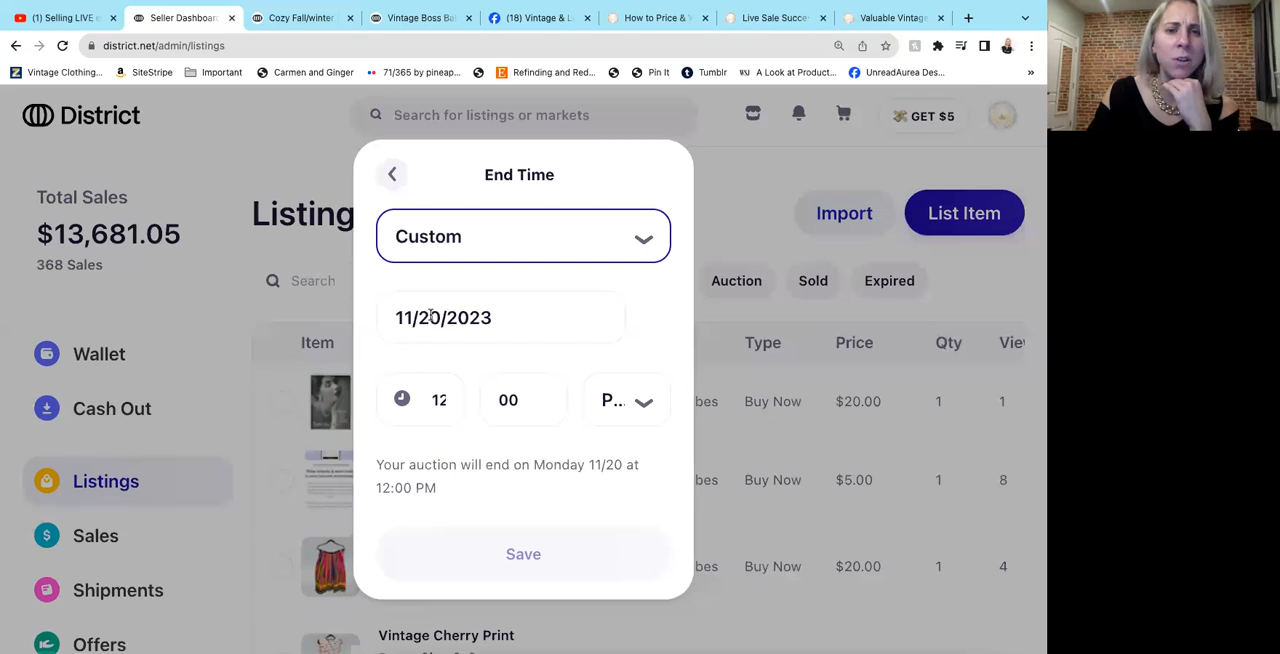 (1) Selling LIVE o
Seller Dashboar
Cozy Fall/winter
Vintage Boss Ba
(18) Vintage & L
How to Price &
Live Sale Succe
Valuable Vintage
district.net/admin/listings
Vintage Clothing...
SiteStripe
Important
Carmen and Ginger
71/365 by pineap...
Refinding and Red...
Pin It
Tumblr
A Look at Product...
UnreadAurea Des...
District
Search for listings or markets
GET $5
Total Sales
$13,681.05
368 Sales
Wallet
Cash Out
Listings
Sales
Shipments
Offers
Listing
Import
List Item
Search
Auction
Sold
Expired
Item
Type
Price
Qty
Viev
bes
Buy Now
$20.00
1
1
Buy Now
$5.00
1
8
bes
Buy Now
$20.00
1
4
Vintage Cherry Print
End Time
Custom
11/20/2023
12
00
P...
Your auction will end on Monday 11/20 at
12:00 PM
Save